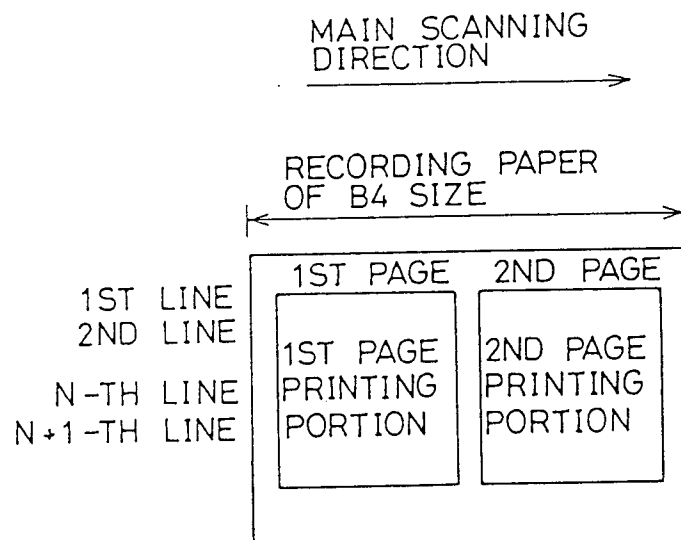 MAIN SCANNING
DIRECTION
RECORDING PAPER
OF B4 SIZE
1ST PAGE 2ND PAGE
1ST LINE
2ND LINE
N-TH LINE
N+1-TH LINE
1ST PAGE
PRINTING
PORTION
2ND PAGE
PRINTING
PORTION